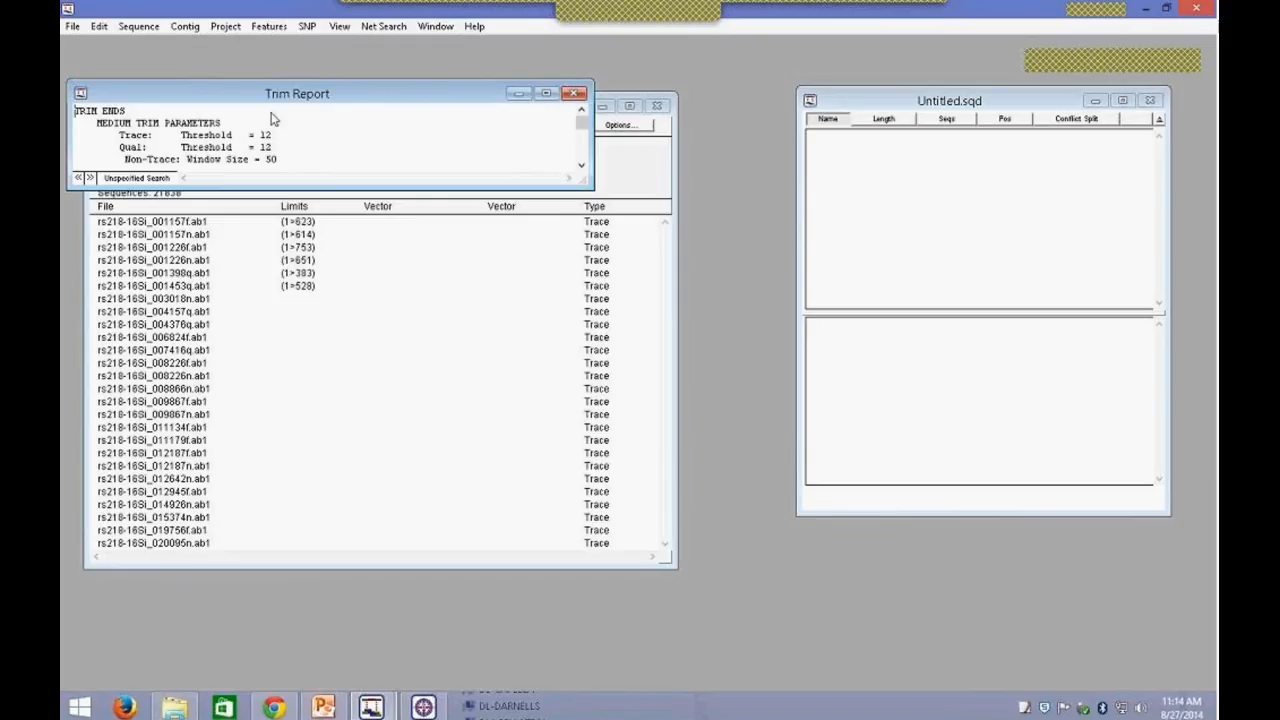 File Edit Sequence Contig Project Features SNP View Net Search Window Help
Trim Report
TRIM ENDS
MEDIUM TRIM PARAMETERS
Trace: Threshold = 12
Qual: Threshold = 12
Non-Trace: Window Size = 50
Unspecified Search
Options...
Sequences: 21838
File Limits Vector Vector Type
rs218-16Si_001157f.ab1 (1>623) Trace
rs218-16Si_001157n.ab1 (1>614) Trace
rs218-16Si_001226f.ab1 (1>753) Trace
rs218-16Si_001226n.ab1 (1>651) Trace
rs218-16Si_001398q.ab1 (1>383) Trace
rs218-16Si_001453q.ab1 (1>528) Trace
rs218-16Si_003018n.ab1 Trace
rs218-16Si_004157q.ab1 Trace
rs218-16Si_004376q.ab1 Trace
rs218-16Si_006824f.ab1 Trace
rs218-16Si_007416q.ab1 Trace
rs218-16Si_008226f.ab1 Trace
rs218-16Si_008226n.ab1 Trace
rs218-16Si_008866n.ab1 Trace
rs218-16Si_009867f.ab1 Trace
rs218-16Si_009867n.ab1 Trace
rs218-16Si_011134f.ab1 Trace
rs218-16Si_011179f.ab1 Trace
rs218-16Si_012187f.ab1 Trace
rs218-16Si_012187n.ab1 Trace
rs218-16Si_012642n.ab1 Trace
rs218-16Si_012945f.ab1 Trace
rs218-16Si_014926n.ab1 Trace
rs218-16Si_015374n.ab1 Trace
rs218-16Si_019756f.ab1 Trace
rs218-16Si_020095n.ab1 Trace
Untitled.sqd
Name Length Seqs Pos Conflict Split
DL-DARNELLS
11:14 AM
8/27/2014